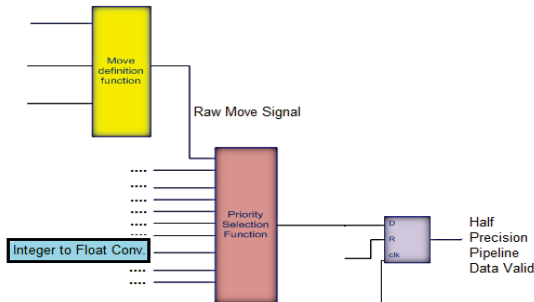 Move
definition
function
Raw Move Signal
Priority
Selection
Function
Integer to Float Conv.
D
R
clk
Half
Precision
Pipeline
Data Valid